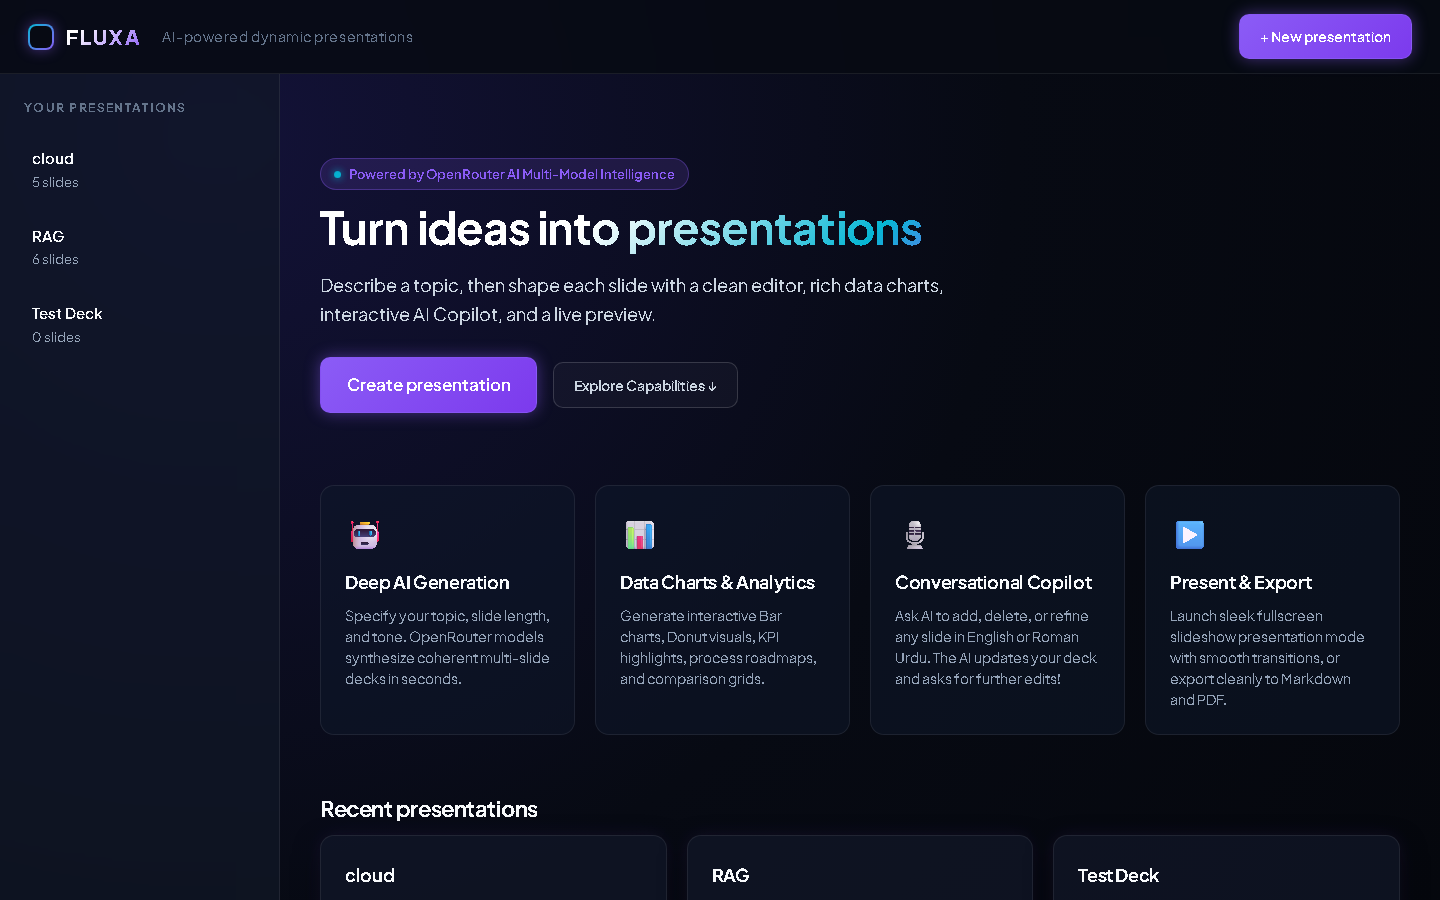 FLUXA
AI-powered dynamic presentations
+ New presentation
YOUR PRESENTATIONS
cloud
5 slides
RAG
6 slides
Test Deck
0 slides
Powered by OpenRouter AI Multi-Model Intelligence
Turn ideas into presentations
Describe a topic, then shape each slide with a clean editor, rich data charts,
interactive AI Copilot, and a live preview.
Create presentation
Explore Capabilities ↓
Deep AI Generation
Specify your topic, slide length,
and tone. OpenRouter models
synthesize coherent multi-slide
decks in seconds.
Data Charts & Analytics
Generate interactive Bar
charts, Donut visuals, KPI
highlights, process roadmaps,
and comparison grids.
Conversational Copilot
Ask AI to add, delete, or refine
any slide in English or Roman
Urdu. The AI updates your deck
and asks for further edits!
Present & Export
Launch sleek fullscreen
slideshow presentation mode
with smooth transitions, or
export cleanly to Markdown
and PDF.
Recent presentations
cloud
RAG
Test Deck